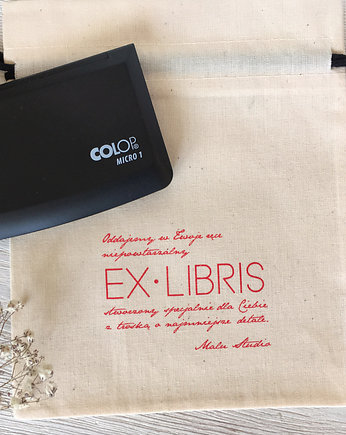 COLOP
MICRO 1
Oddajemy w Twoje ręce
niepowtarzalny
EX•LIBRIS
stworzony specjalnie dla Ciebie
z troską o najmniejsze detale.
Malu Studio